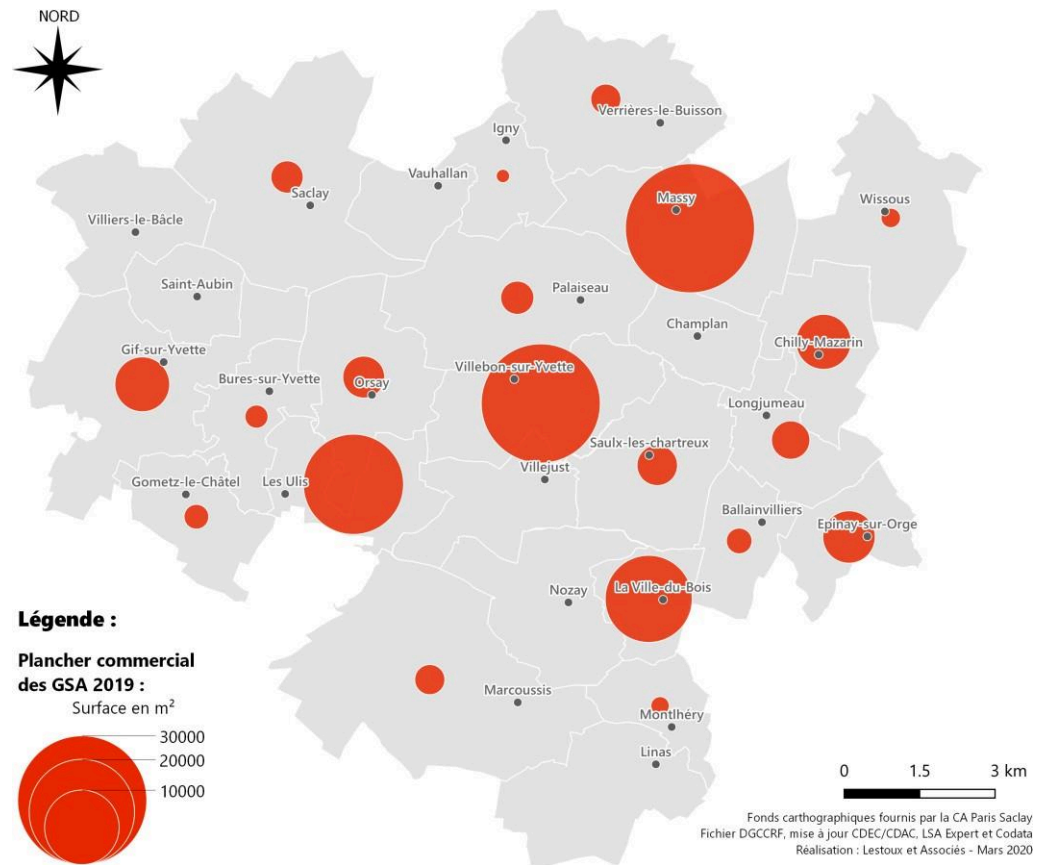 NORD
Verrières-le-Buisson
Igny
Vauhallan
Saclay
Massy
Wissous
Villiers-le-Bâcle
Saint-Aubin
Palaiseau
Champlan
Chilly-Mazarin
Gif-sur-Yvette
Bures-sur-Yvette
Orsay
Villebon-sur-Yvette
Longjumeau
Saulx-les-chartreux
Villejust
Gometz-le-Châtel
Les Ulis
Ballainvilliers
Epinay-sur-Orge
La Ville-du-Bois
Nozay
Marcoussis
Montlhéry
Linas
Légende :
Plancher commercial
des GSA 2019 :
Surface en m²
30000
20000
10000
0 1.5 3 km
Fonds carthographiques fournis par la CA Paris Saclay
Fichier DGCCRF, mise à jour CDEC/CDAC, LSA Expert et Codata
Réalisation : Lestoux et Associés - Mars 2020